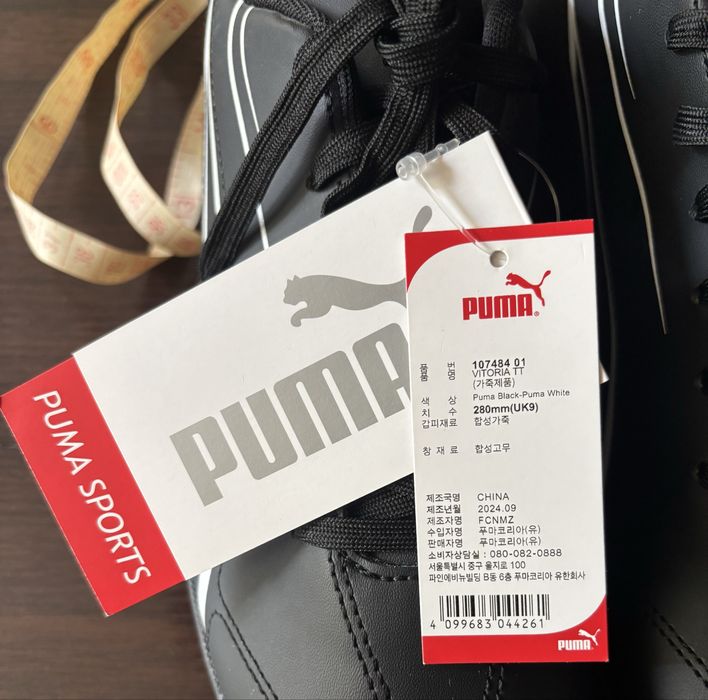 PUMA
PUMA SPORTS
PUMA®
품 번 107484 01
품 명 VITORIA TT
(가죽제품)
색 상 Puma Black-Puma White
치 수 280mm(UK9)
갑피재료 합성가죽
창 재 료 합성고무
제조국명 CHINA
제조년월 2024.09
제조자명 FCNMZ
수입자명 푸마코리아(유)
판매자명 푸마코리아(유)
소비자상담실 : 080-082-0888
서울특별시 중구 을지로 100
파인에비뉴빌딩 B동 6층 푸마코리아 유한회사
4 099683 044261
PUMA